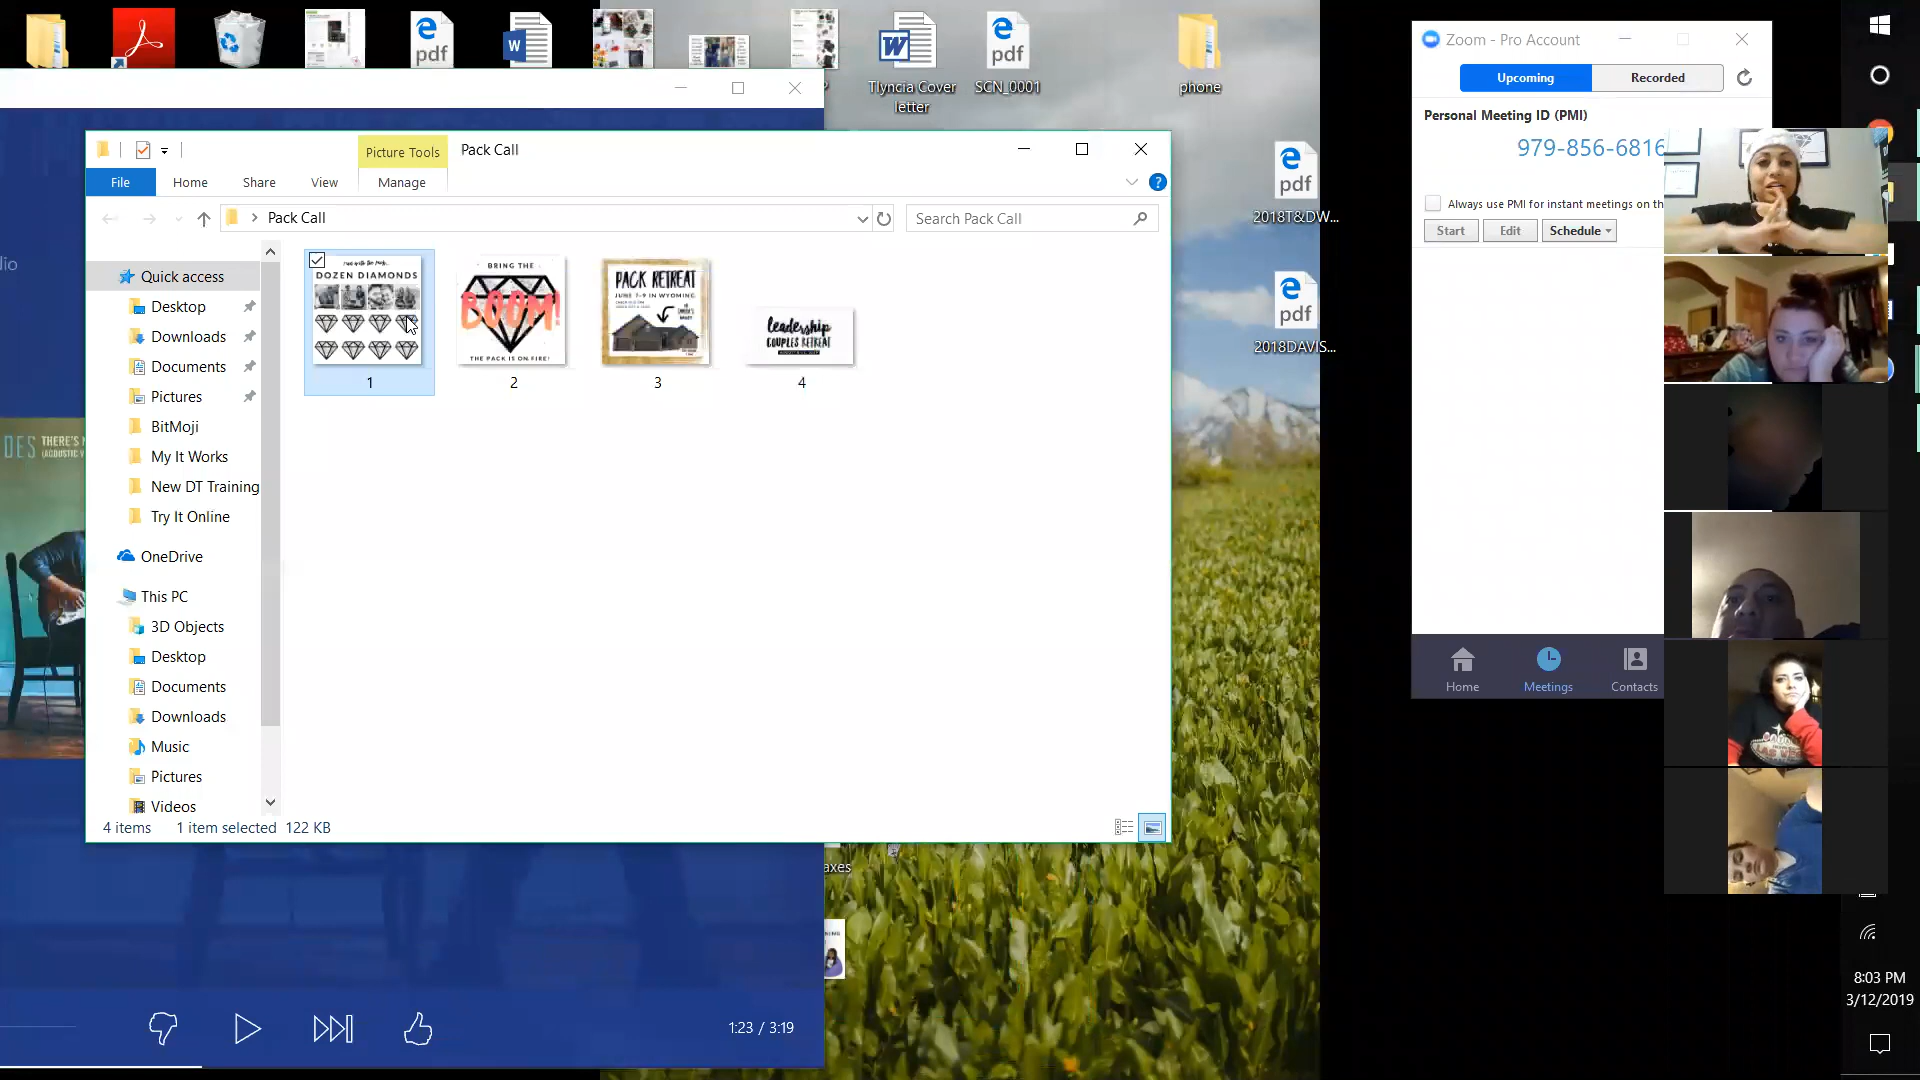 pdf
Tlyncia Cover
letter
pdf
SCN_0001
phone
pdf
2018T&DW...
pdf
2018DAVIS...
Picture Tools
Pack Call
File
Home
Share
View
Manage
Pack Call
Search Pack Call
Quick access
Desktop
Downloads
Documents
Pictures
BitMoji
My It Works
New DT Training
Try It Online
OneDrive
This PC
3D Objects
Desktop
Documents
Downloads
Music
Pictures
Videos
DOZEN DIAMONDS
1
BRING THE
BOOM!
THE PACK IS ON FIRE!
2
PACK RETREAT
JUNE 7-9 IN WYOMING
3
leadership
COUPLES RETREAT
4
4 items
1 item selected 122 KB
dio
DES
THERE'S
(ACOUSTIC
axes
1:23 / 3:19
Zoom - Pro Account
Upcoming
Recorded
Personal Meeting ID (PMI)
979-856-6816
Always use PMI for instant meetings on th
Start
Edit
Schedule
Home
Meetings
Contacts
LAS VEGAS
8:03 PM
3/12/2019